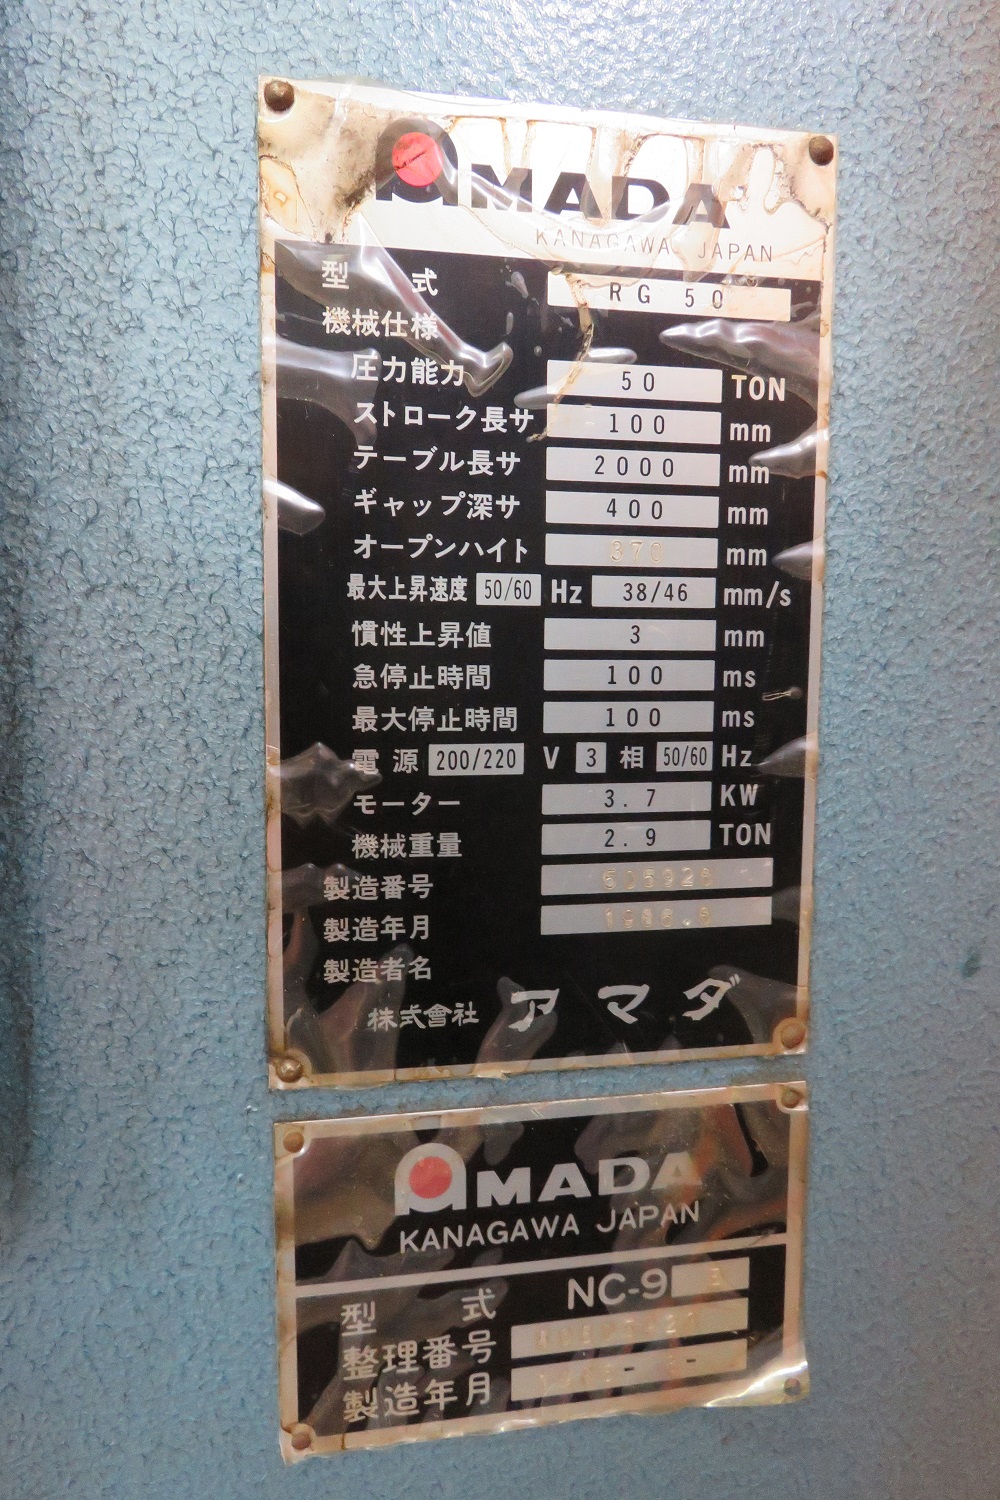 AMADA
KANAGAWA JAPAN
型 式 RG 50
機械仕様
圧力能力 50 TON
ストローク長サ 100 mm
テーブル長サ 2000 mm
ギャップ深サ 400 mm
オープンハイト 370 mm
最大上昇速度 50/60 Hz 38/46 mm/s
慣性上昇値 3 mm
急停止時間 100 ms
最大停止時間 100 ms
電源 200/220 V 3 相 50/60 Hz
モーター 3.7 KW
機械重量 2.9 TON
製造番号
製造年月
製造者名
株式會社 アマダ
AMADA
KANAGAWA JAPAN
型 式 NC-9
整理番号
製造年月